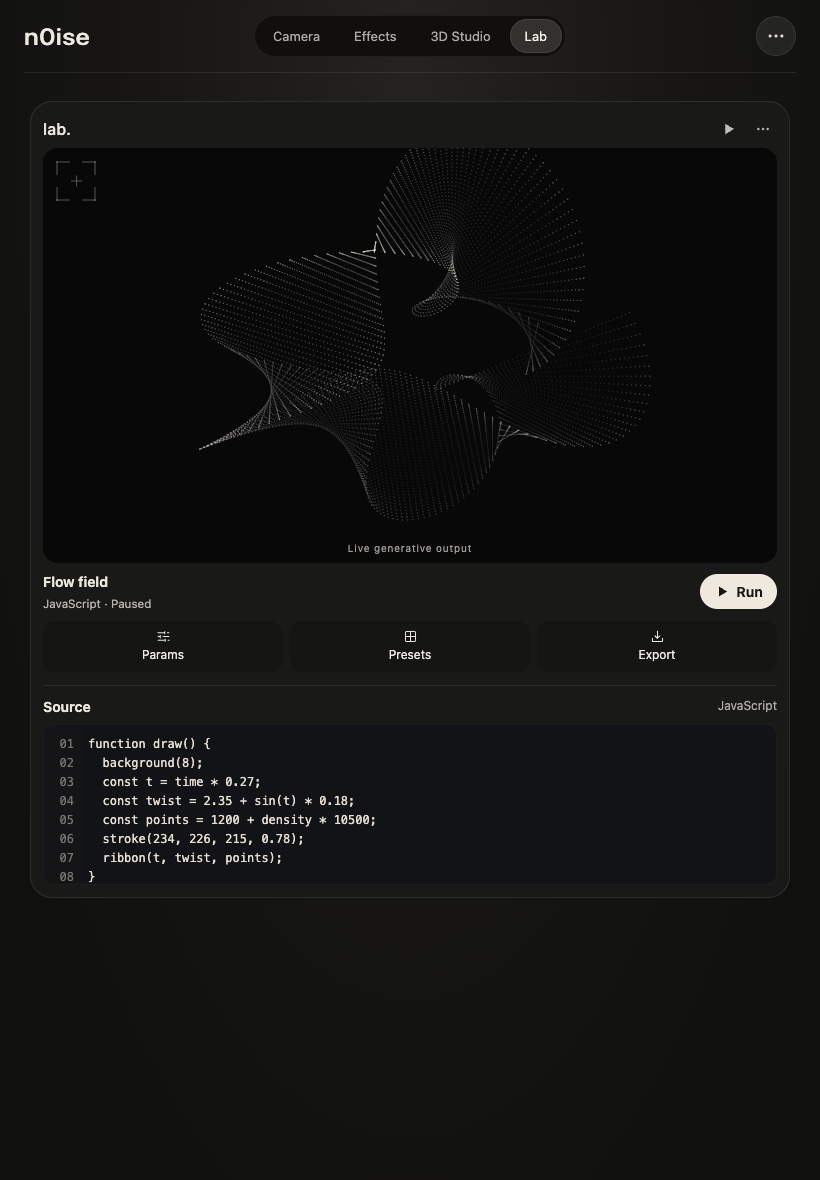 n0ise
Camera Effects 3D Studio Lab
lab.
Live generative output
Flow field
JavaScript · Paused
Run
Params Presets Export
Source JavaScript
01 function draw() {
02   background(8);
03   const t = time * 0.27;
04   const twist = 2.35 + sin(t) * 0.18;
05   const points = 1200 + density * 10500;
06   stroke(234, 226, 215, 0.78);
07   ribbon(t, twist, points);
08 }